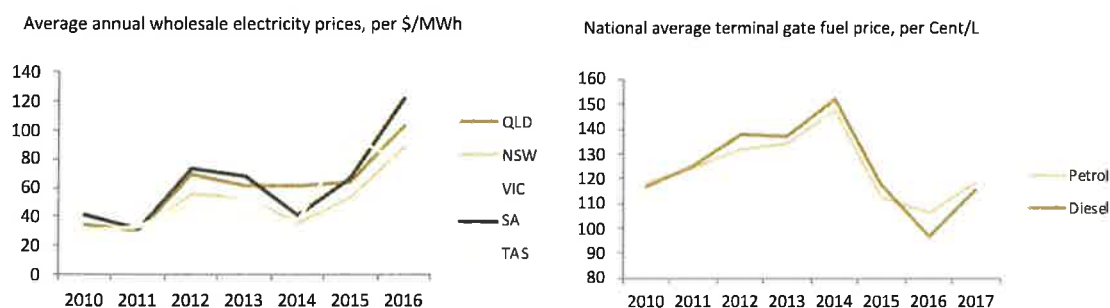 Average annual wholesale electricity prices, per $/MWh
140
120
100
80
60
40
20
0
2010 2011 2012 2013 2014 2015 2016
QLD
NSW
VIC
SA
TAS
National average terminal gate fuel price, per Cent/L
160
150
140
130
120
110
100
90
80
2010 2011 2012 2013 2014 2015 2016 2017
Petrol
Diesel